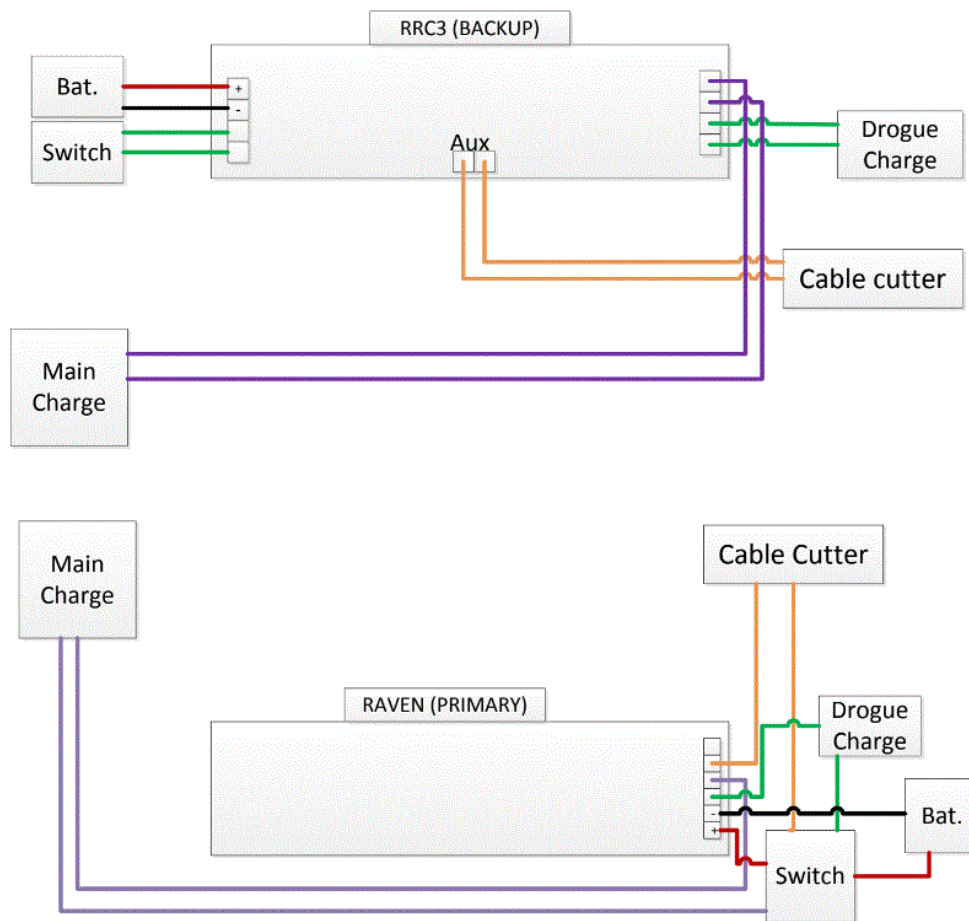 RRC3 (BACKUP)
Bat.
+
-
Switch
Aux
Drogue
Charge
Cable cutter
Main
Charge
Main
Charge
Cable Cutter
RAVEN (PRIMARY)
Drogue
Charge
-
+
Bat.
Switch